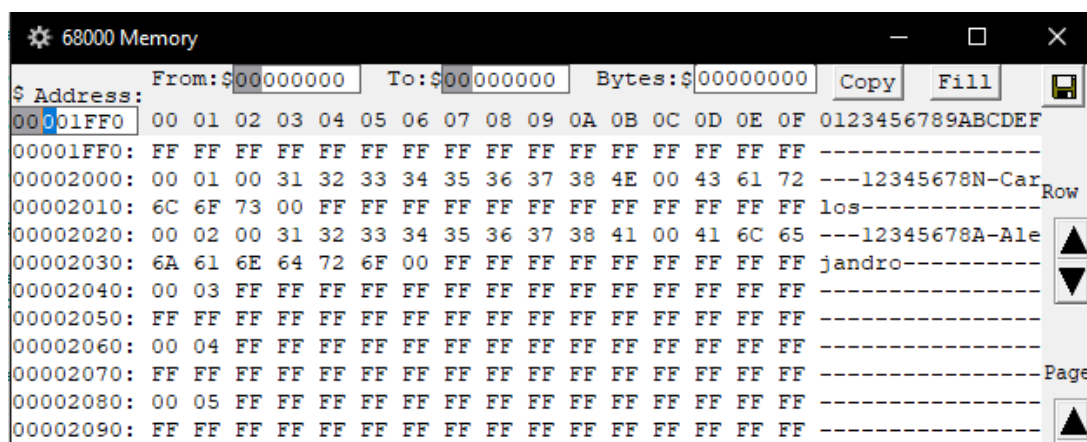 68000 Memory
$ Address: From:$00000000 To:$00000000 Bytes:$00000000 Copy Fill
00001FF0 00 01 02 03 04 05 06 07 08 09 0A 0B 0C 0D 0E 0F 0123456789ABCDEF
00001FF0: FF FF FF FF FF FF FF FF FF FF FF FF FF FF FF FF ----------------
00002000: 00 01 00 31 32 33 34 35 36 37 38 4E 00 43 61 72 ---12345678N-Car
Row
00002010: 6C 6F 73 00 FF FF FF FF FF FF FF FF FF FF FF FF los-------------
00002020: 00 02 00 31 32 33 34 35 36 37 38 41 00 41 6C 65 ---12345678A-Ale
00002030: 6A 61 6E 64 72 6F 00 FF FF FF FF FF FF FF FF FF jandro----------
00002040: 00 03 FF FF FF FF FF FF FF FF FF FF FF FF FF FF ----------------
00002050: FF FF FF FF FF FF FF FF FF FF FF FF FF FF FF FF ----------------
00002060: 00 04 FF FF FF FF FF FF FF FF FF FF FF FF FF FF ----------------
00002070: FF FF FF FF FF FF FF FF FF FF FF FF FF FF FF FF ----------------
Page
00002080: 00 05 FF FF FF FF FF FF FF FF FF FF FF FF FF FF ----------------
00002090: FF FF FF FF FF FF FF FF FF FF FF FF FF FF FF FF ----------------